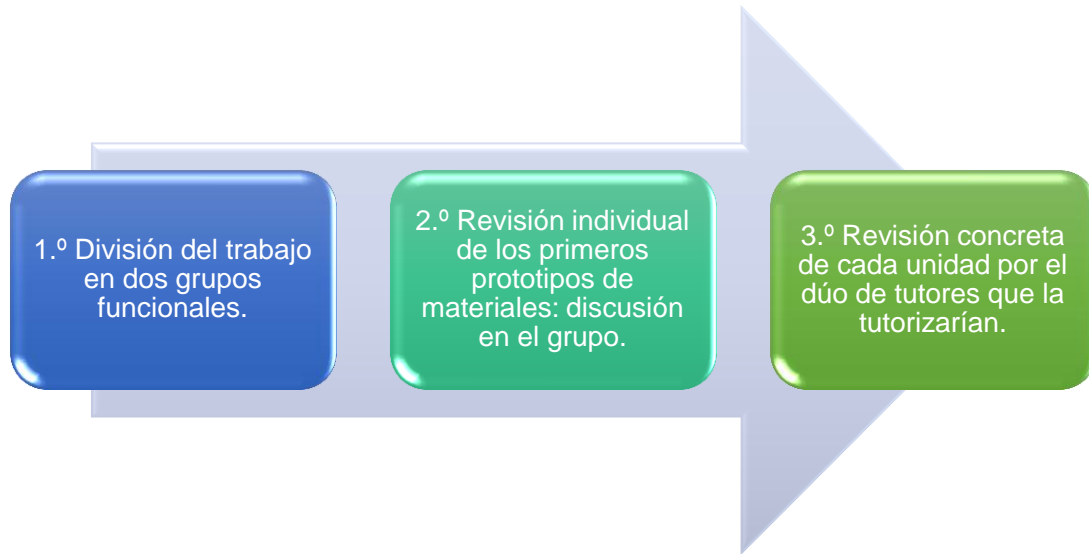 1.º División del trabajo
en dos grupos
funcionales.
2.º Revisión individual
de los primeros
prototipos de
materiales: discusión
en el grupo.
3.º Revisión concreta
de cada unidad por el
dúo de tutores que la
tutorizarían.